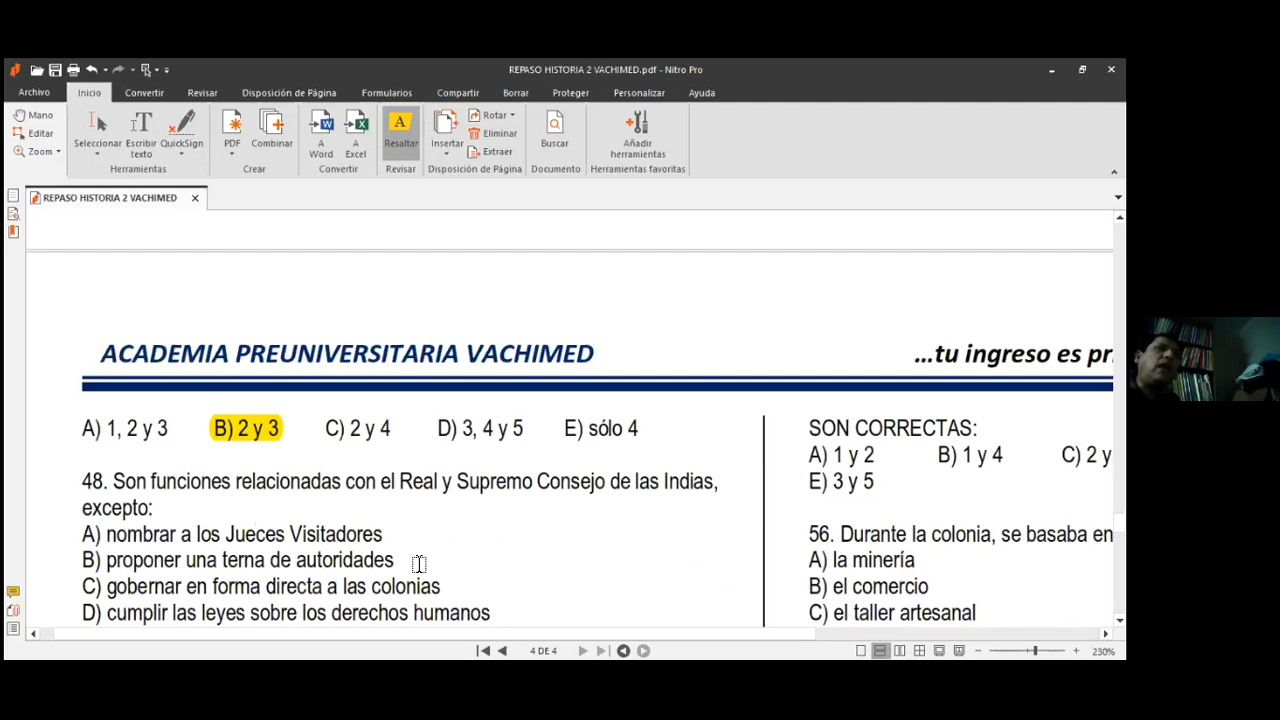 REPASO HISTORIA 2 VACHIMED.pdf - Nitro Pro
Archivo Inicio Convertir Revisar Disposición de Página Formularios Compartir Borrar Proteger Personalizar Ayuda
Mano
Editar
Zoom
Seleccionar
Escribir texto
QuickSign
Herramientas
PDF
Combinar
Crear
A Word
A Excel
Convertir
A
Resaltar
Revisar
Insertar
Rotar
Eliminar
Extraer
Disposición de Página
Buscar
Documento
Añadir herramientas
Herramientas favoritas
REPASO HISTORIA 2 VACHIMED
ACADEMIA PREUNIVERSITARIA VACHIMED
...tu ingreso es pri
A) 1, 2 y 3 B) 2 y 3 C) 2 y 4 D) 3, 4 y 5 E) sólo 4
48. Son funciones relacionadas con el Real y Supremo Consejo de las Indias,
excepto:
A) nombrar a los Jueces Visitadores
B) proponer una terna de autoridades
C) gobernar en forma directa a las colonias
D) cumplir las leyes sobre los derechos humanos
SON CORRECTAS:
A) 1 y 2 B) 1 y 4 C) 2 y
E) 3 y 5
56. Durante la colonia, se basaba en
A) la minería
B) el comercio
C) el taller artesanal
4 DE 4
230%